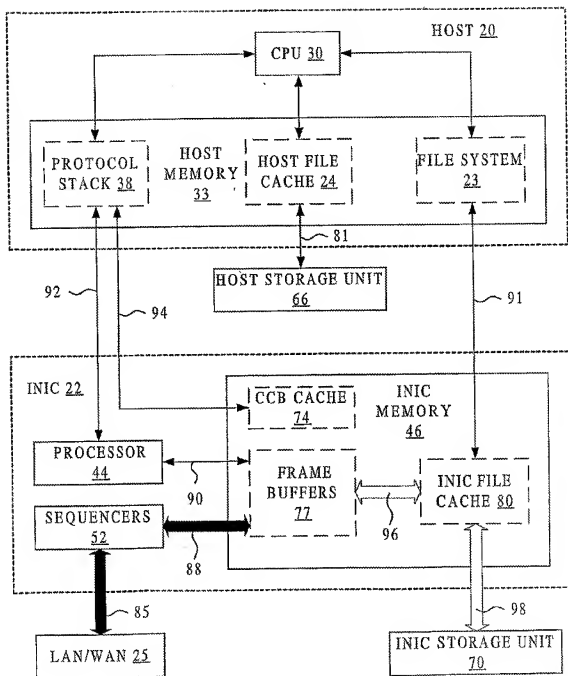 HOST 20
CPU 30
PROTOCOL
STACK 38
HOST
MEMORY
33
HOST FILE
CACHE 24
FILE SYSTEM
23
81
HOST STORAGE UNIT
66
92
94
91
INIC 22
CCB CACHE
74
INIC
MEMORY
46
PROCESSOR
44
90
FRAME
BUFFERS
77
96
INIC FILE
CACHE 80
SEQUENCERS
52
88
85
98
LAN/WAN 25
INIC STORAGE UNIT
70